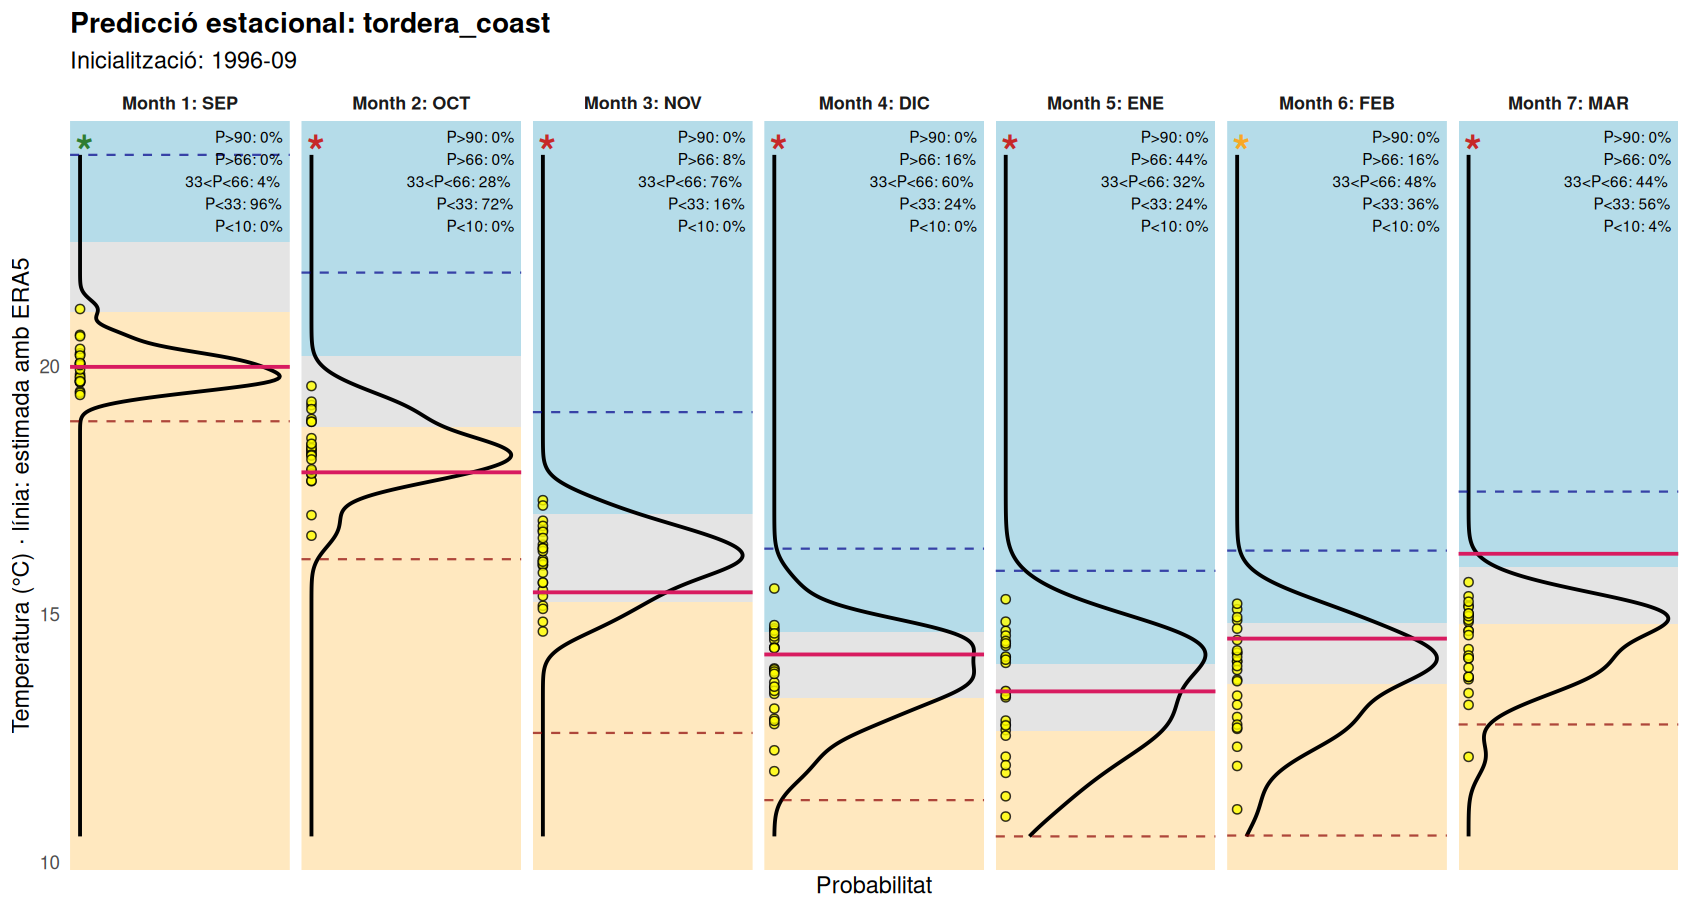 Predicció estacional: tordera_coast
Inicialització: 1996-09
Month 1: SEP
Month 2: OCT
Month 3: NOV
Month 4: DIC
Month 5: ENE
Month 6: FEB
Month 7: MAR
*
P>90: 0%
P>66: 0%
33<P<66: 4%
P<33: 96%
P<10: 0%
*
P>90: 0%
P>66: 0%
33<P<66: 28%
P<33: 72%
P<10: 0%
*
P>90: 0%
P>66: 8%
33<P<66: 76%
P<33: 16%
P<10: 0%
*
P>90: 0%
P>66: 16%
33<P<66: 60%
P<33: 24%
P<10: 0%
*
P>90: 0%
P>66: 44%
33<P<66: 32%
P<33: 24%
P<10: 0%
*
P>90: 0%
P>66: 16%
33<P<66: 48%
P<33: 36%
P<10: 0%
*
P>90: 0%
P>66: 0%
33<P<66: 44%
P<33: 56%
P<10: 4%
Temperatura (°C) · línia: estimada amb ERA5
20
15
10
Probabilitat